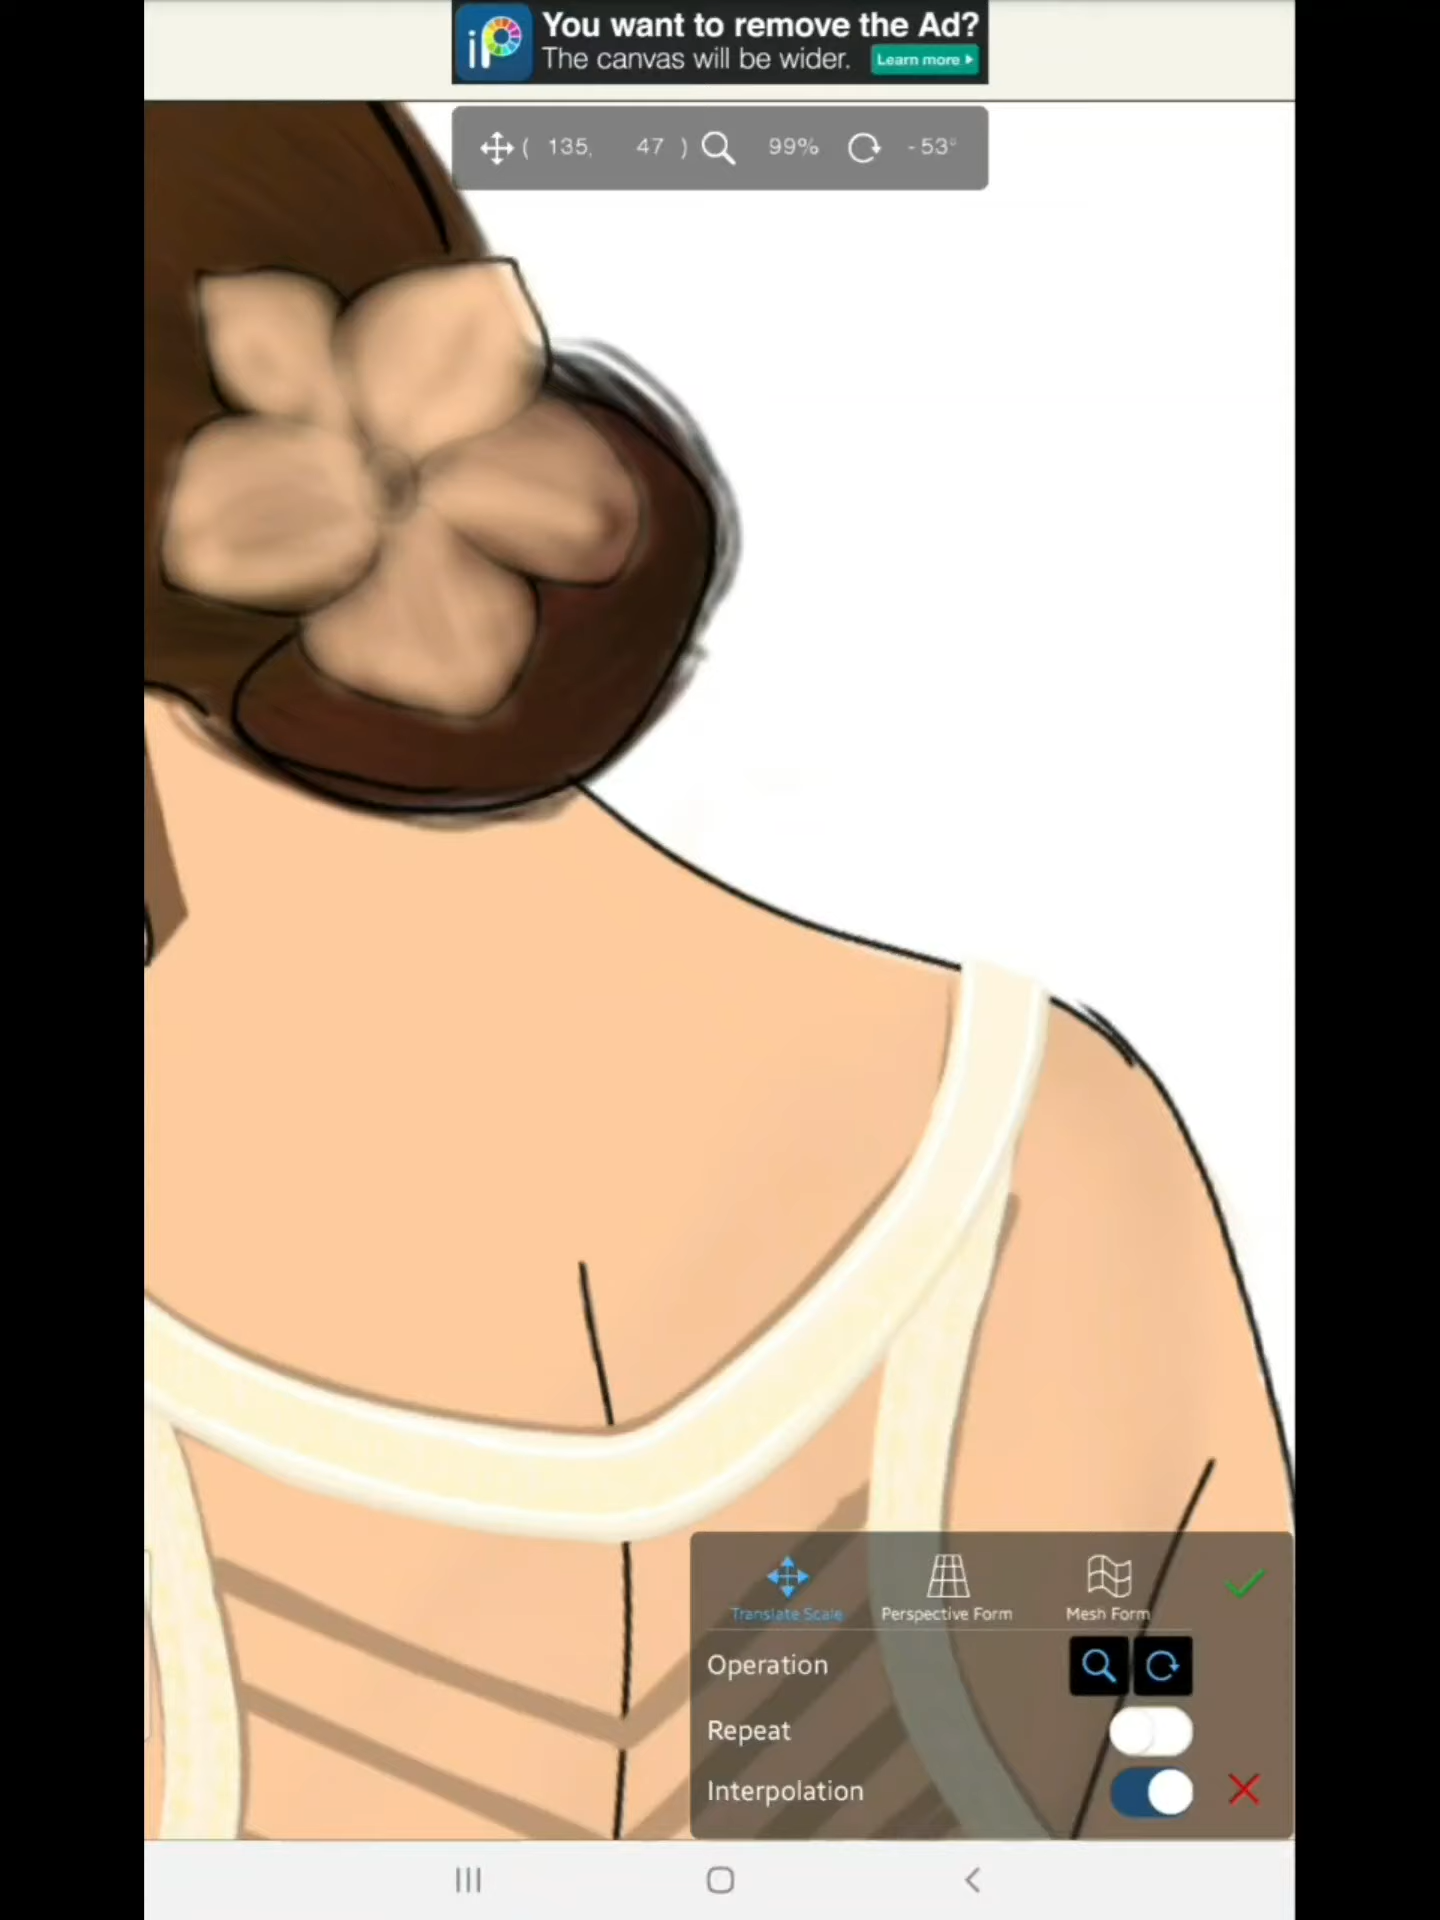 iP You want to remove the Ad?
The canvas will be wider. Learn more
( 135, 47 ) 99% -53°
Translate Scale Perspective Form Mesh Form
Operation
Repeat
Interpolation